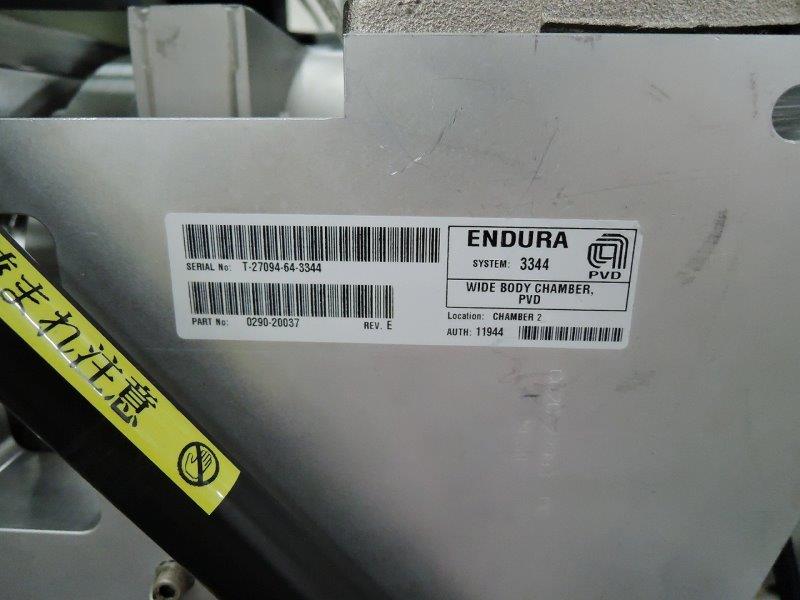 SERIAL No: T-27094-64-3344
PART No: 0290-20037 REV. E
ENDURA
SYSTEM: 3344
PVD
WIDE BODY CHAMBER,
PVD
Location: CHAMBER 2
AUTH: 11944
まれ注意